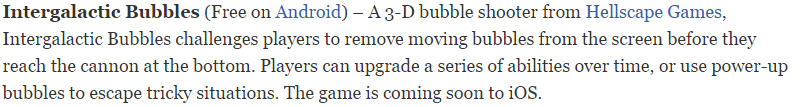 Intergalactic Bubbles (Free on Android) – A 3-D bubble shooter from Hellscape Games,
Intergalactic Bubbles challenges players to remove moving bubbles from the screen before they
reach the cannon at the bottom. Players can upgrade a series of abilities over time, or use power-up
bubbles to escape tricky situations. The game is coming soon to iOS.